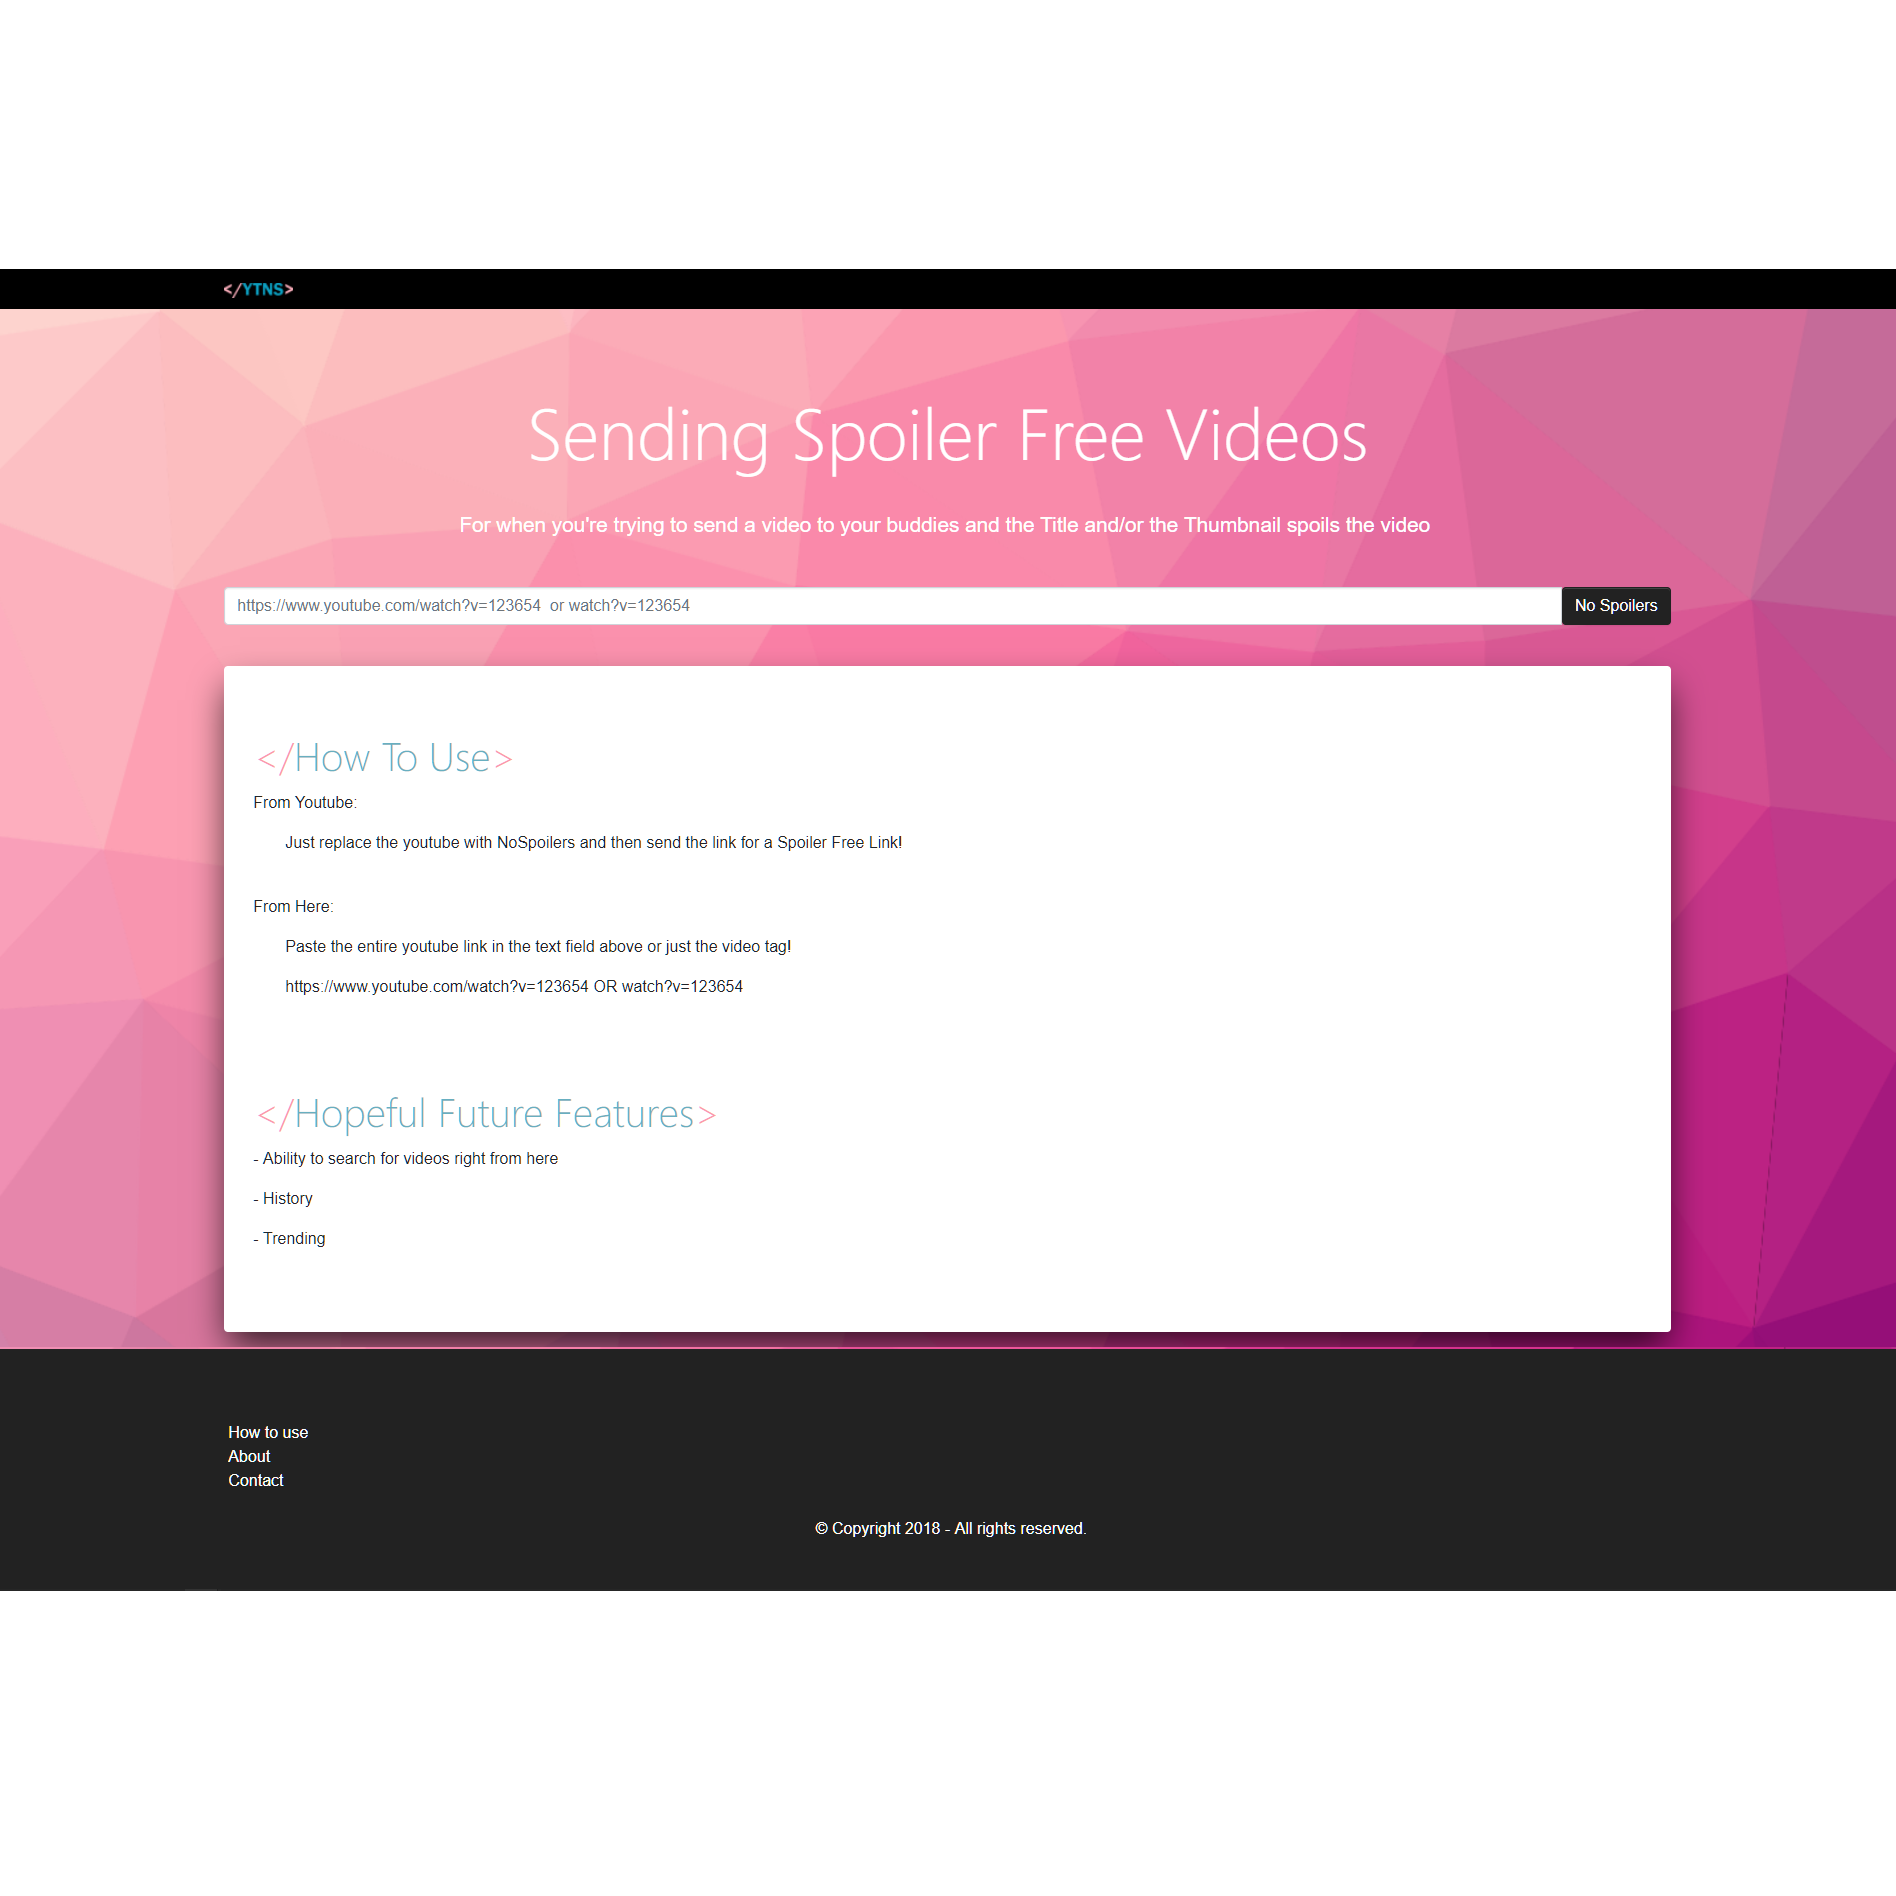 </YTNS>
Sending Spoiler Free Videos
For when you're trying to send a video to your buddies and the Title and/or the Thumbnail spoils the video
https://www.youtube.com/watch?v=123654  or watch?v=123654
No Spoilers
</How To Use>
From Youtube:
Just replace the youtube with NoSpoilers and then send the link for a Spoiler Free Link!
From Here:
Paste the entire youtube link in the text field above or just the video tag!
https://www.youtube.com/watch?v=123654 OR watch?v=123654
</Hopeful Future Features>
- Ability to search for videos right from here
- History
- Trending
How to use
About
Contact
© Copyright 2018 - All rights reserved.